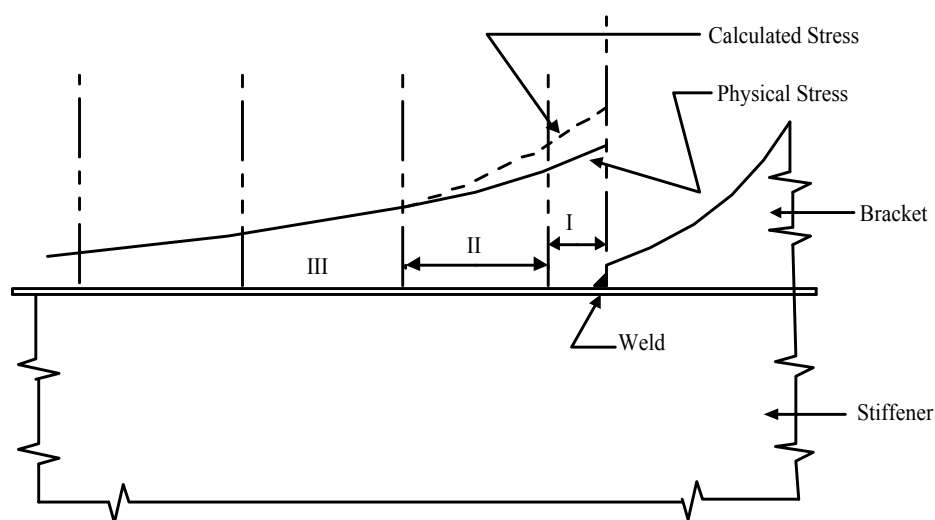 Calculated Stress
Physical Stress
I
Bracket
II
III
Weld
Stiffener